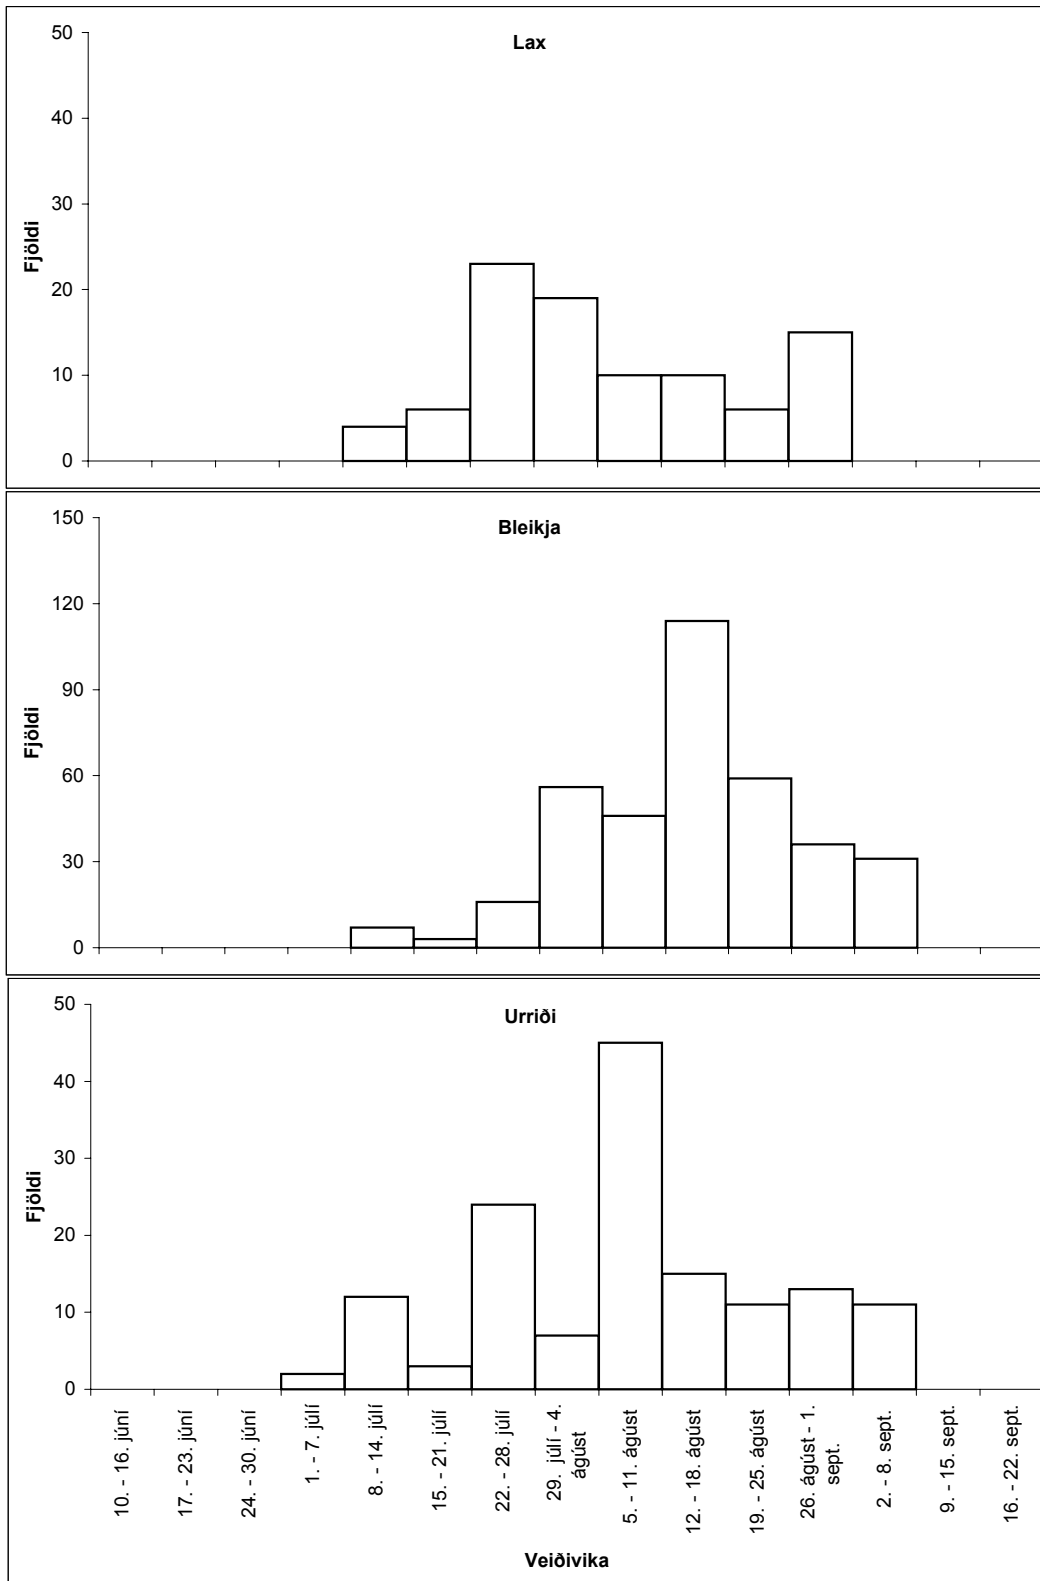 Lax
50
40
30
20
10
0
Fjöldi
Bleikja
150
120
90
60
30
0
Fjöldi
Urriði
50
40
30
20
10
0
Fjöldi
10. - 16. júní
17. - 23. júní
24. - 30. júní
1. - 7. júlí
8. - 14. júlí
15. - 21. júlí
22. - 28. júlí
29. júlí - 4.
ágúst
5. - 11. ágúst
12. - 18. ágúst
19. - 25. ágúst
26. ágúst - 1.
sept.
2. - 8. sept.
9. - 15. sept.
16. - 22. sept.
Veiðivika